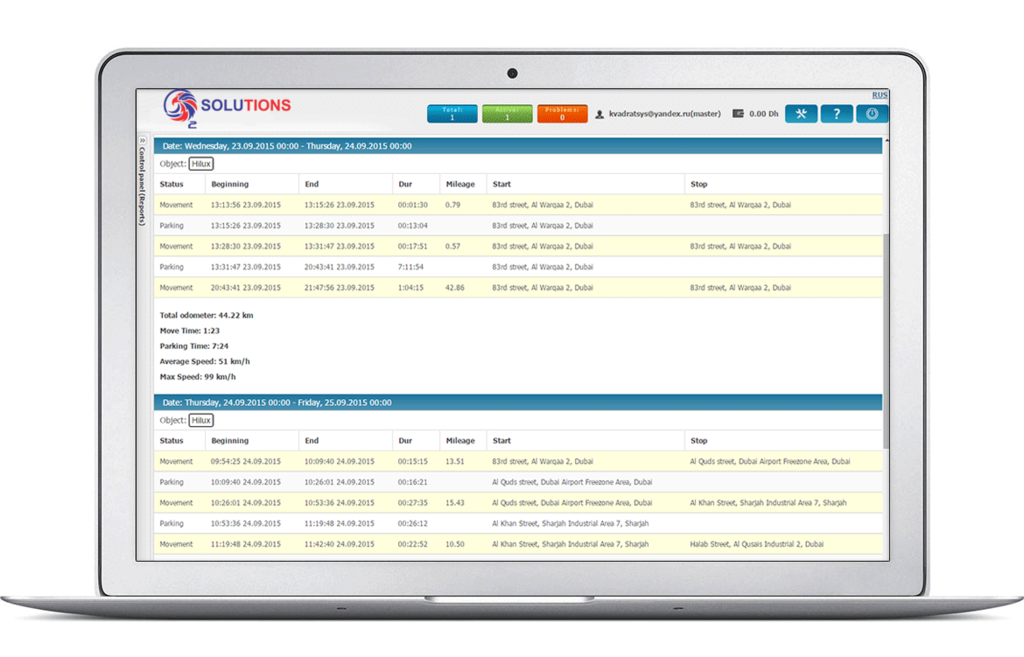 RUS
SOLUTIONS
Total: Active: Problems:
1 1 0
kvadratsys@yandex.ru(master) 0.00 Dh ?
Control panel (Reports)
Date: Wednesday, 23.09.2015 00:00 - Thursday, 24.09.2015 00:00
Object: Hilux
Status Beginning End Dur Mileage Start Stop
Movement 13:13:56 23.09.2015 13:15:26 23.09.2015 00:01:30 0.79 83rd street, Al Warqaa 2, Dubai 83rd street, Al Warqaa 2, Dubai
Parking 13:15:26 23.09.2015 13:28:30 23.09.2015 00:13:04 83rd street, Al Warqaa 2, Dubai
Movement 13:28:30 23.09.2015 13:31:47 23.09.2015 00:17:51 0.57 83rd street, Al Warqaa 2, Dubai 83rd street, Al Warqaa 2, Dubai
Parking 13:31:47 23.09.2015 20:43:41 23.09.2015 7:11:54 83rd street, Al Warqaa 2, Dubai
Movement 20:43:41 23.09.2015 21:47:56 23.09.2015 1:04:15 42.86 83rd street, Al Warqaa 2, Dubai 83rd street, Al Warqaa 2, Dubai
Total odometer: 44.22 km
Move Time: 1:23
Parking Time: 7:24
Average Speed: 51 km/h
Max Speed: 99 km/h
Date: Thursday, 24.09.2015 00:00 - Friday, 25.09.2015 00:00
Object: Hilux
Status Beginning End Dur Mileage Start Stop
Movement 09:54:25 24.09.2015 10:09:40 24.09.2015 00:15:15 13.51 83rd street, Al Warqaa 2, Dubai Al Quds street, Dubai Airport Freezone Area, Dubai
Parking 10:09:40 24.09.2015 10:26:01 24.09.2015 00:16:21 Al Quds street, Dubai Airport Freezone Area, Dubai
Movement 10:26:01 24.09.2015 10:53:36 24.09.2015 00:27:35 15.43 Al Quds street, Dubai Airport Freezone Area, Dubai Al Khan Street, Sharjah Industrial Area 7, Sharjah
Parking 10:53:36 24.09.2015 11:19:48 24.09.2015 00:26:12 Al Khan Street, Sharjah Industrial Area 7, Sharjah
Movement 11:19:48 24.09.2015 11:42:40 24.09.2015 00:22:52 10.50 Al Khan Street, Sharjah Industrial Area 7, Sharjah Halab Street, Al Qusais Industrial 2, Dubai